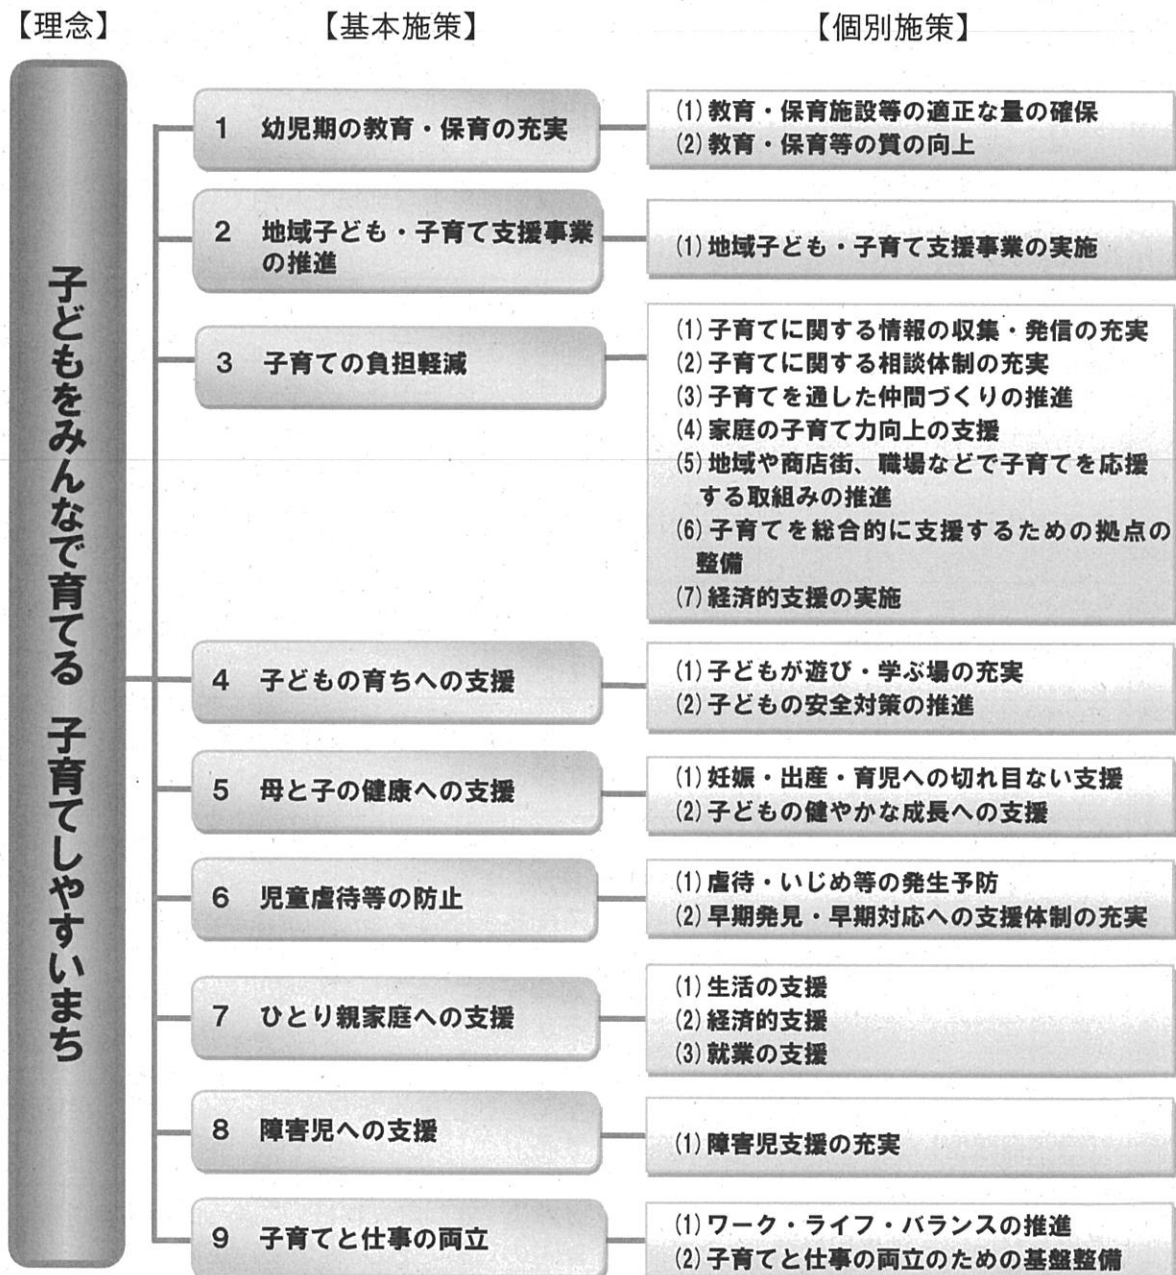 【理念】
【基本施策】
【個別施策】
子どもをみんなで育てる 子育てしやすいまち
1 幼児期の教育・保育の充実
(1)教育・保育施設等の適正な量の確保
(2)教育・保育等の質の向上
2 地域子ども・子育て支援事業
の推進
(1)地域子ども・子育て支援事業の実施
3 子育ての負担軽減
(1)子育てに関する情報の収集・発信の充実
(2)子育てに関する相談体制の充実
(3)子育てを通した仲間づくりの推進
(4)家庭の子育て力向上の支援
(5)地域や商店街、職場などで子育てを応援
する取組みの推進
(6)子育てを総合的に支援するための拠点の
整備
(7)経済的支援の実施
4 子どもの育ちへの支援
(1)子どもが遊び・学ぶ場の充実
(2)子どもの安全対策の推進
5 母と子の健康への支援
(1)妊娠・出産・育児への切れ目ない支援
(2)子どもの健やかな成長への支援
6 児童虐待等の防止
(1)虐待・いじめ等の発生予防
(2)早期発見・早期対応への支援体制の充実
7 ひとり親家庭への支援
(1)生活の支援
(2)経済的支援
(3)就業の支援
8 障害児への支援
(1)障害児支援の充実
9 子育てと仕事の両立
(1)ワーク・ライフ・バランスの推進
(2)子育てと仕事の両立のための基盤整備